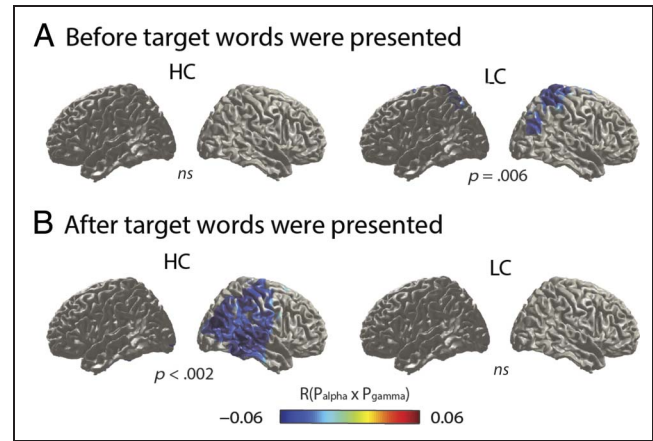 A Before target words were presented
HC LC
ns p = .006
B After target words were presented
HC LC
p < .002 ns
R(Palpha x Pgamma)
−0.06 0.06